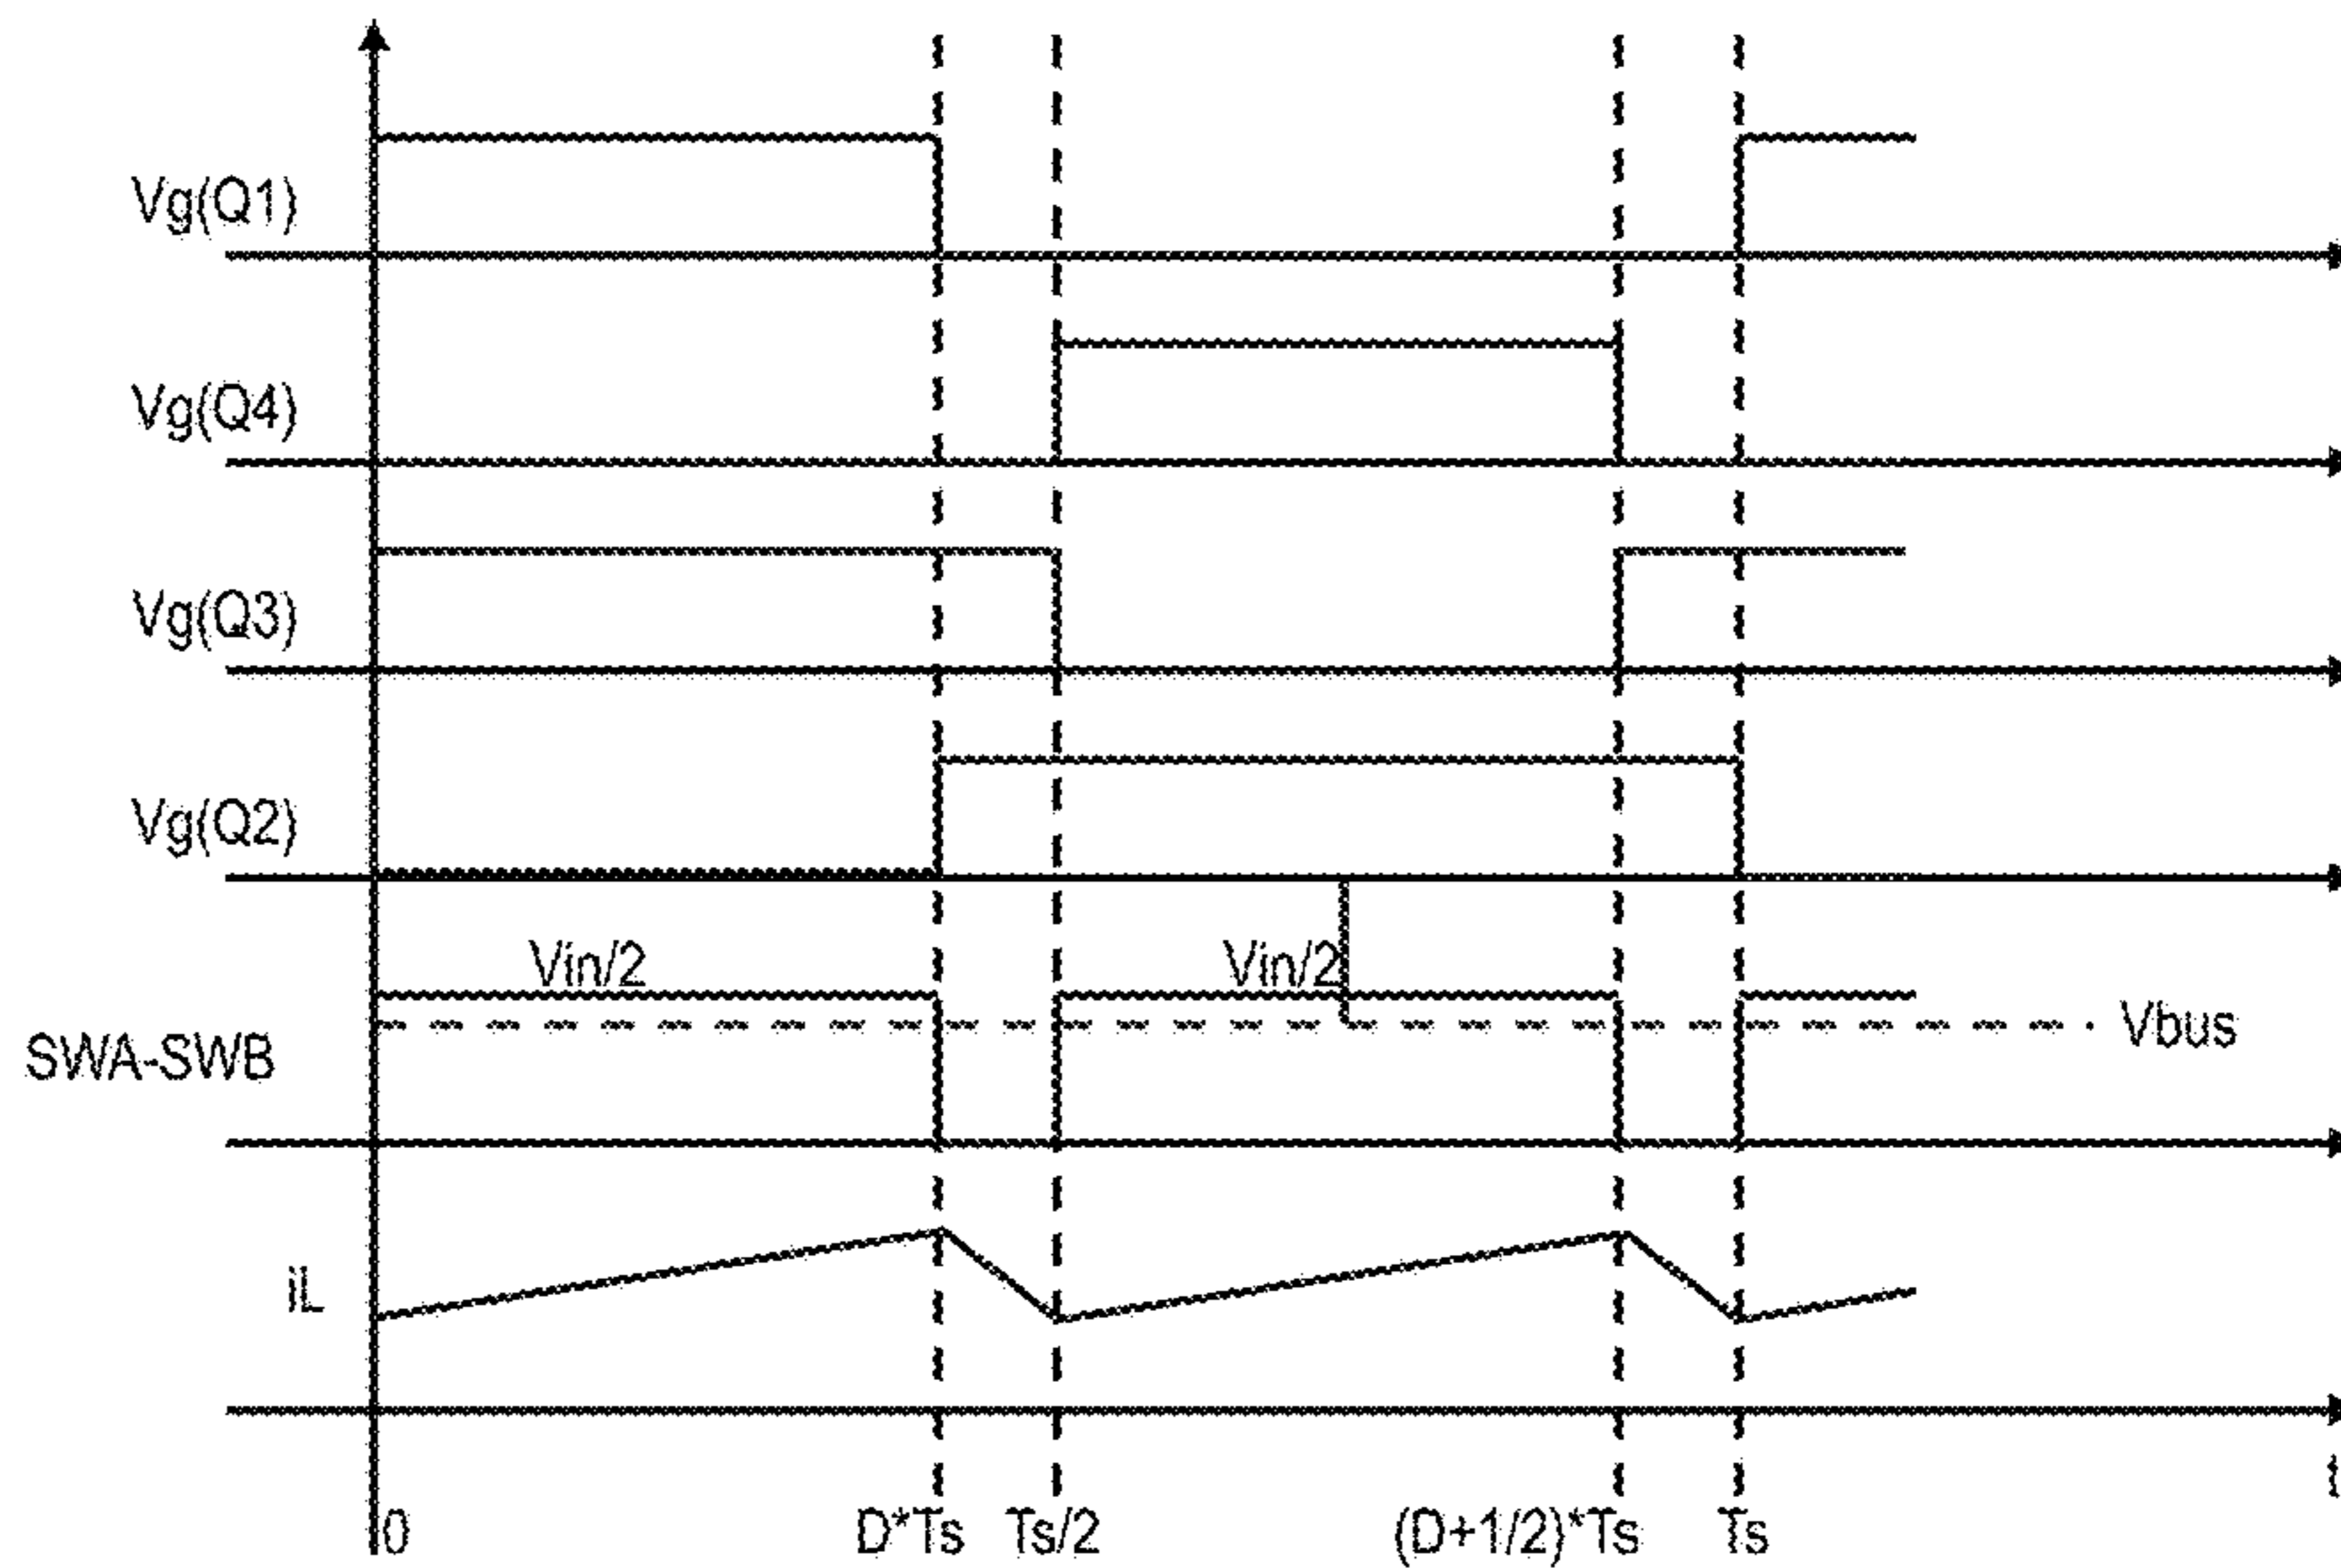 Vg(Q1)
Vg(Q4)
Vg(Q3)
Vg(Q2)
Vin/2 Vin/2
SWA-SWB Vbus
iL
t
0 D*Ts Ts/2 (D+1/2)*Ts Ts